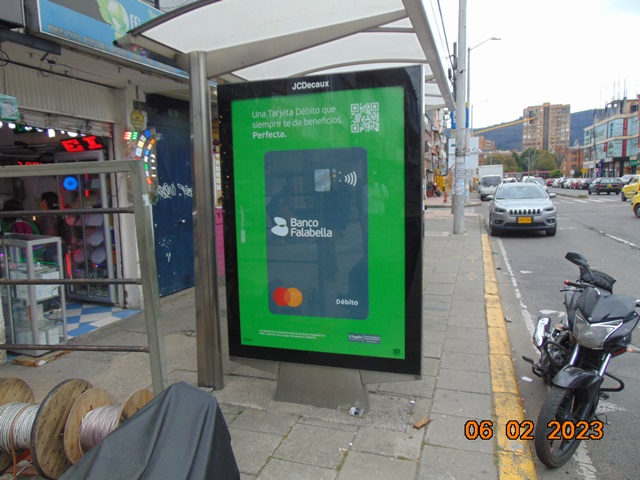 JCDecaux
Una Tarjeta Débito que
siempre te da beneficios.
Perfecta.
Banco
Falabella
Débito
06 02 2023